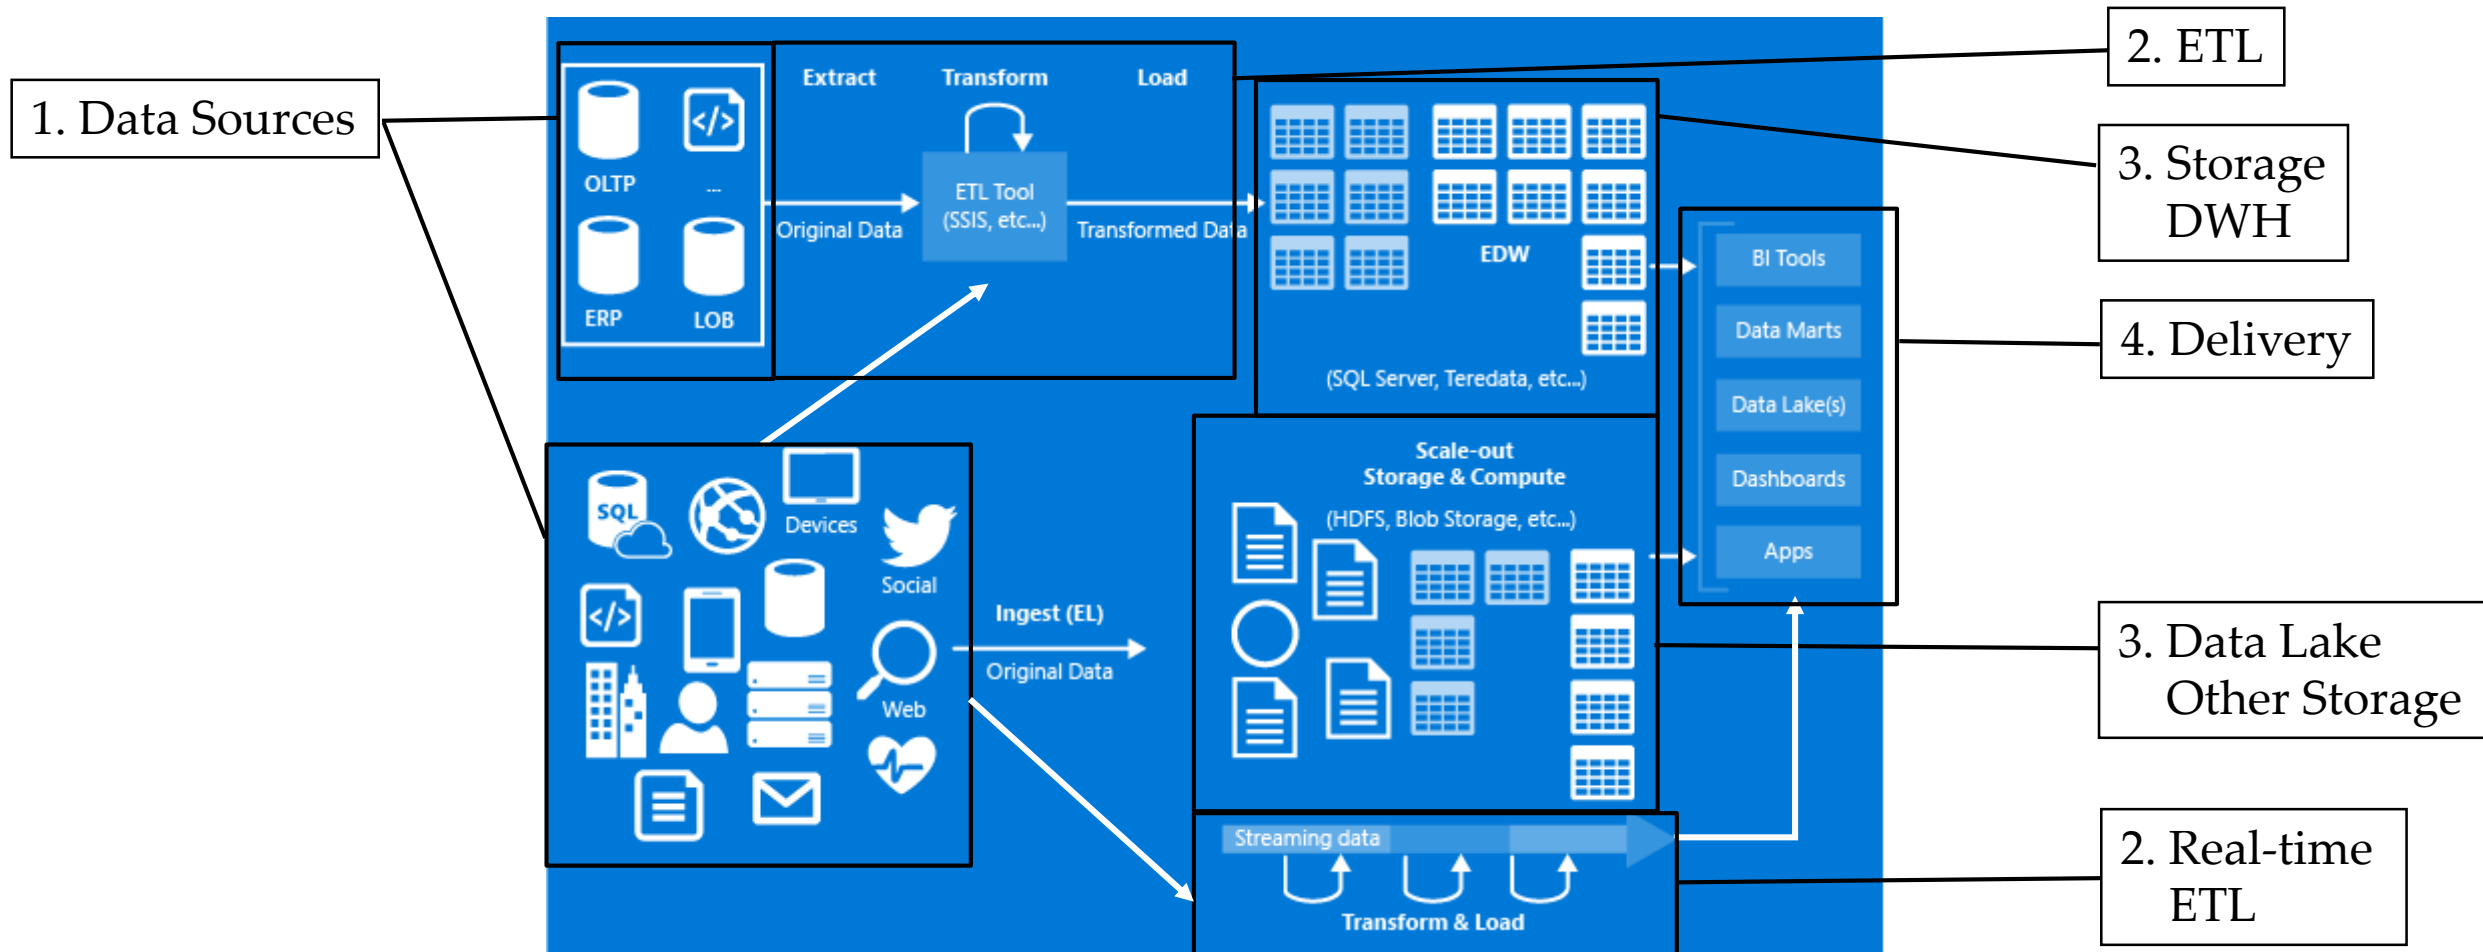 1. Data Sources
2. ETL
3. Storage
DWH
4. Delivery
3. Data Lake
Other Storage
2. Real-time
ETL
Extract
Transform
Load
</>
OLTP
...
ERP
LOB
Original Data
ETL Tool
(SSIS, etc...)
Transformed Data
EDW
(SQL Server, Teredata, etc...)
BI Tools
Data Marts
Data Lake(s)
Dashboards
Apps
SQL
Devices
Social
</>
Web
Ingest (EL)
Original Data
Scale-out
Storage & Compute
(HDFS, Blob Storage, etc...)
Streaming data
Transform & Load